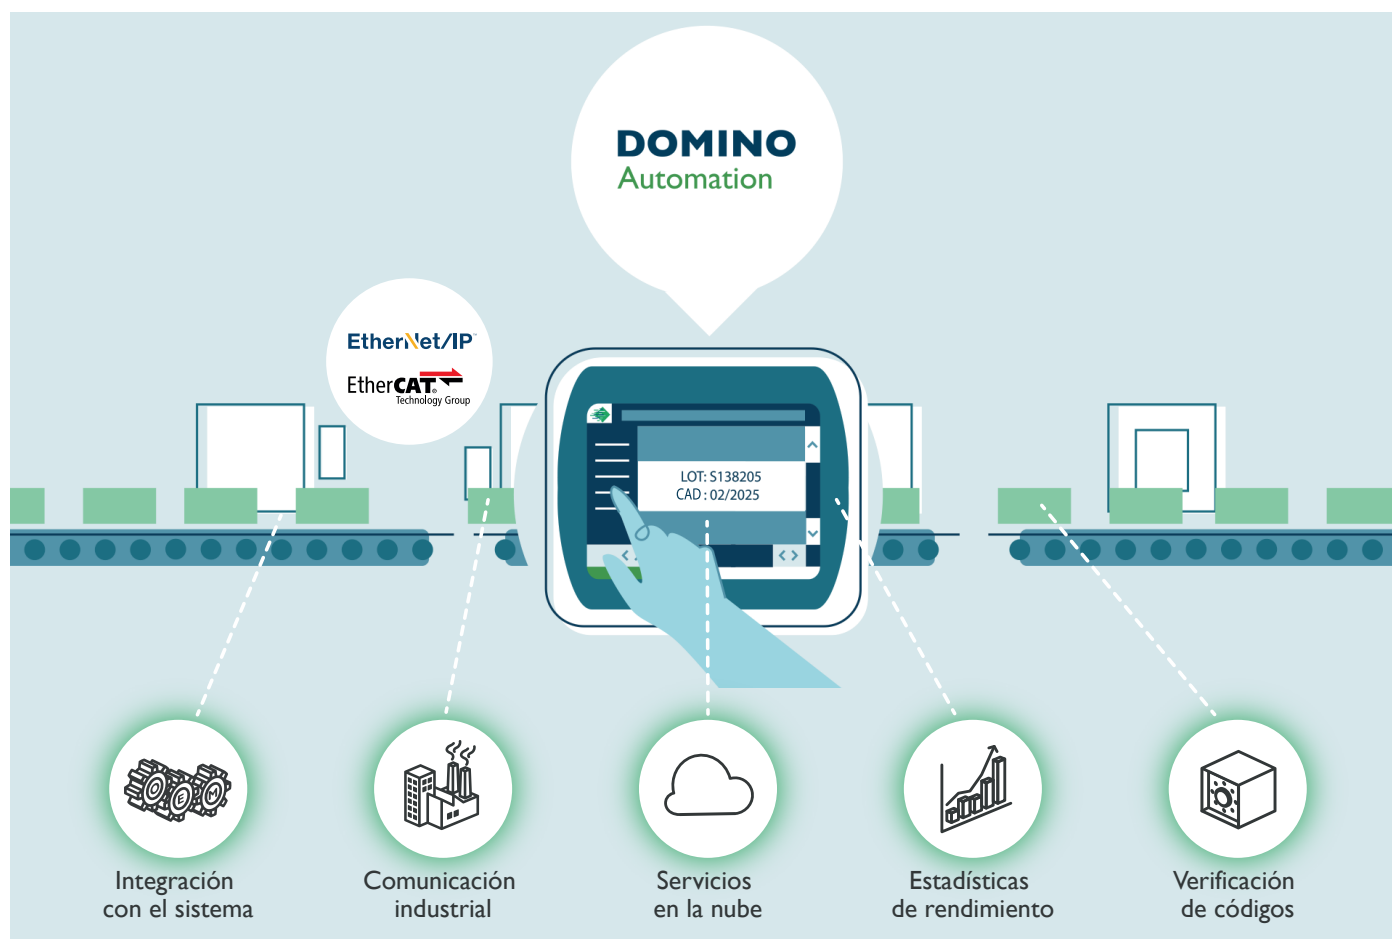 DOMINO
Automation
EtherNet/IP™
EtherCAT®
Technology Group
LOT: S138205
CAD : 02/2025
O E M
Integración
con el sistema
Comunicación
industrial
Servicios
en la nube
Estadísticas
de rendimiento
Verificación
de códigos